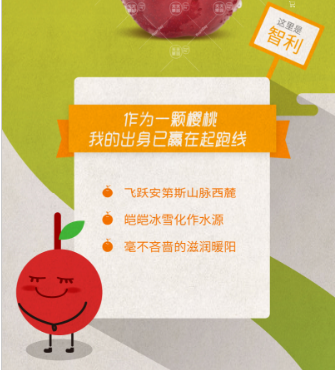 这里是
智利
作为一颗樱桃
我的出身已赢在起跑线
飞跃安第斯山脉西麓
皑皑冰雪化作水源
毫不吝啬的滋润暖阳